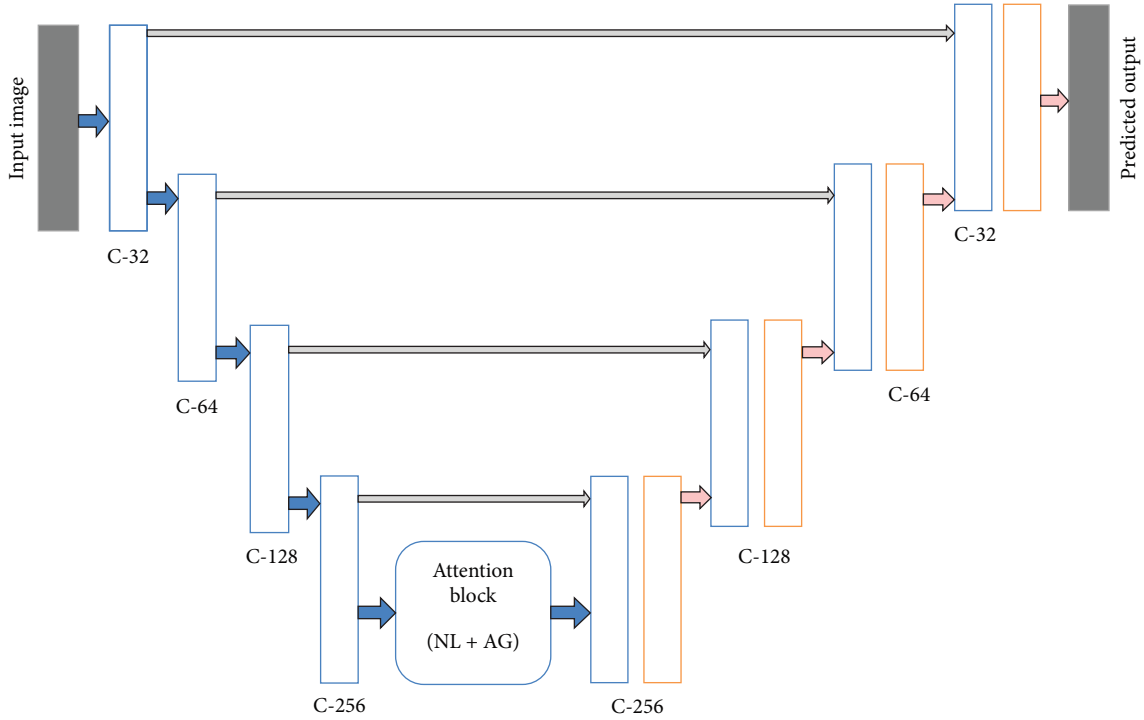 Input image
C-32
C-64
C-128
C-256
Attention
block
(NL + AG)
C-256
C-128
C-64
C-32
Predicted output